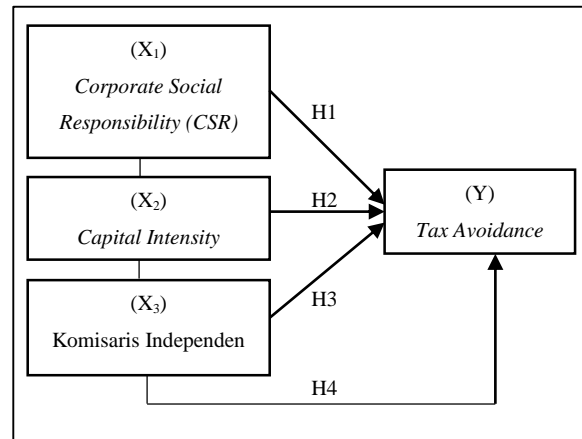 (X₁)
Corporate Social
Responsibility (CSR)
H1
(X₂)
Capital Intensity
H2
(Y)
Tax Avoidance
(X₃)
Komisaris Independen
H3
H4